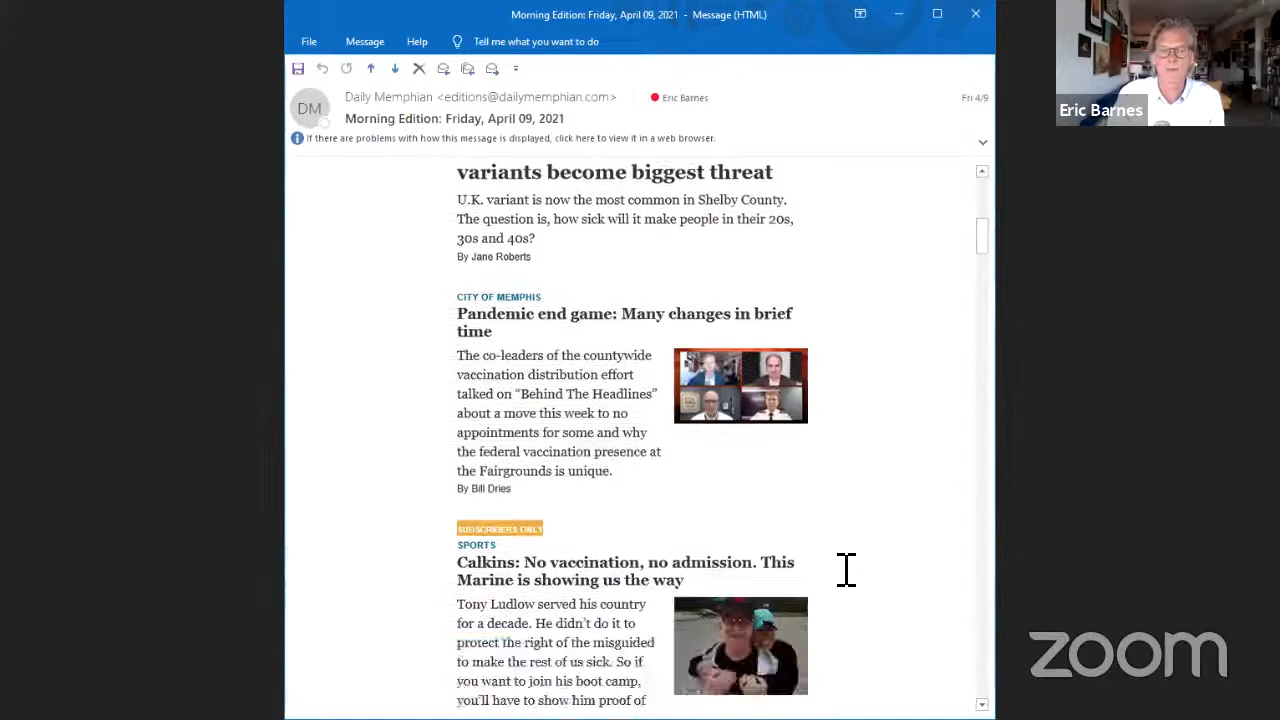 Morning Edition: Friday, April 09, 2021 - Message (HTML)
File Message Help Tell me what you want to do
Daily Memphian <editions@dailymemphian.com> Eric Barnes Fri 4/9
DM
Morning Edition: Friday, April 09, 2021
If there are problems with how this message is displayed, click here to view it in a web browser.
variants become biggest threat
U.K. variant is now the most common in Shelby County.
The question is, how sick will it make people in their 20s,
30s and 40s?
By Jane Roberts
CITY OF MEMPHIS
Pandemic end game: Many changes in brief
time
The co-leaders of the countywide
vaccination distribution effort
talked on “Behind The Headlines”
about a move this week to no
appointments for some and why
the federal vaccination presence at
the Fairgrounds is unique.
By Bill Dries
SUBSCRIBERS ONLY
SPORTS
Calkins: No vaccination, no admission. This
Marine is showing us the way
Tony Ludlow served his country
for a decade. He didn’t do it to
protect the right of the misguided
to make the rest of us sick. So if
you want to join his boot camp,
you’ll have to show him proof of
Eric Barnes
zoom